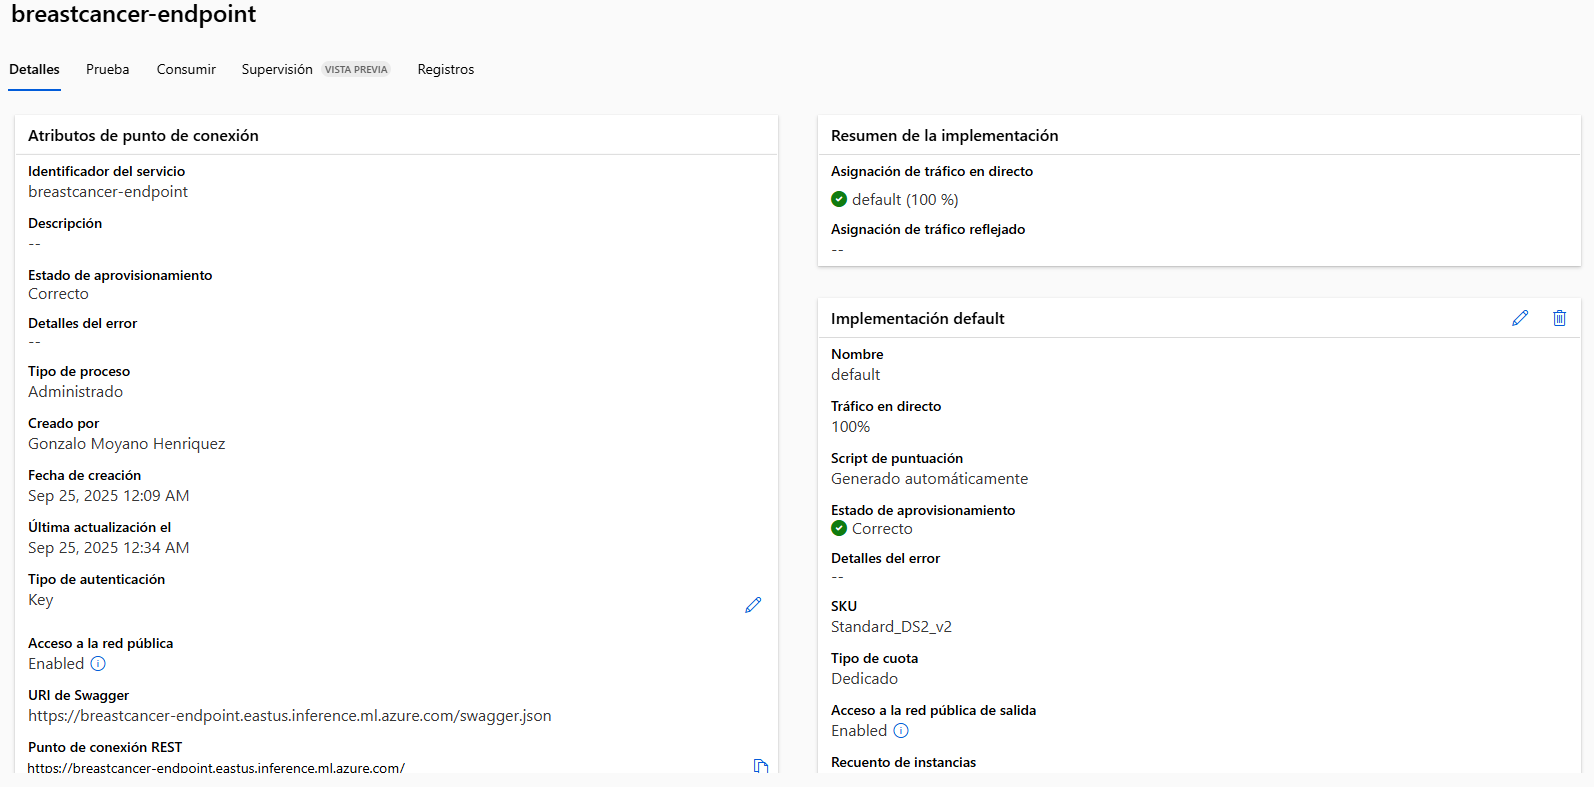 breastcancer-endpoint
Detalles Prueba Consumir Supervisión VISTA PREVIA Registros
Atributos de punto de conexión
Identificador del servicio
breastcancer-endpoint
Descripción
--
Estado de aprovisionamiento
Correcto
Detalles del error
--
Tipo de proceso
Administrado
Creado por
Gonzalo Moyano Henriquez
Fecha de creación
Sep 25, 2025 12:09 AM
Última actualización el
Sep 25, 2025 12:34 AM
Tipo de autenticación
Key
Acceso a la red pública
Enabled
URI de Swagger
https://breastcancer-endpoint.eastus.inference.ml.azure.com/swagger.json
Punto de conexión REST
https://breastcancer-endpoint.eastus.inference.ml.azure.com/
Resumen de la implementación
Asignación de tráfico en directo
default (100 %)
Asignación de tráfico reflejado
--
Implementación default
Nombre
default
Tráfico en directo
100%
Script de puntuación
Generado automáticamente
Estado de aprovisionamiento
Correcto
Detalles del error
--
SKU
Standard_DS2_v2
Tipo de cuota
Dedicado
Acceso a la red pública de salida
Enabled
Recuento de instancias